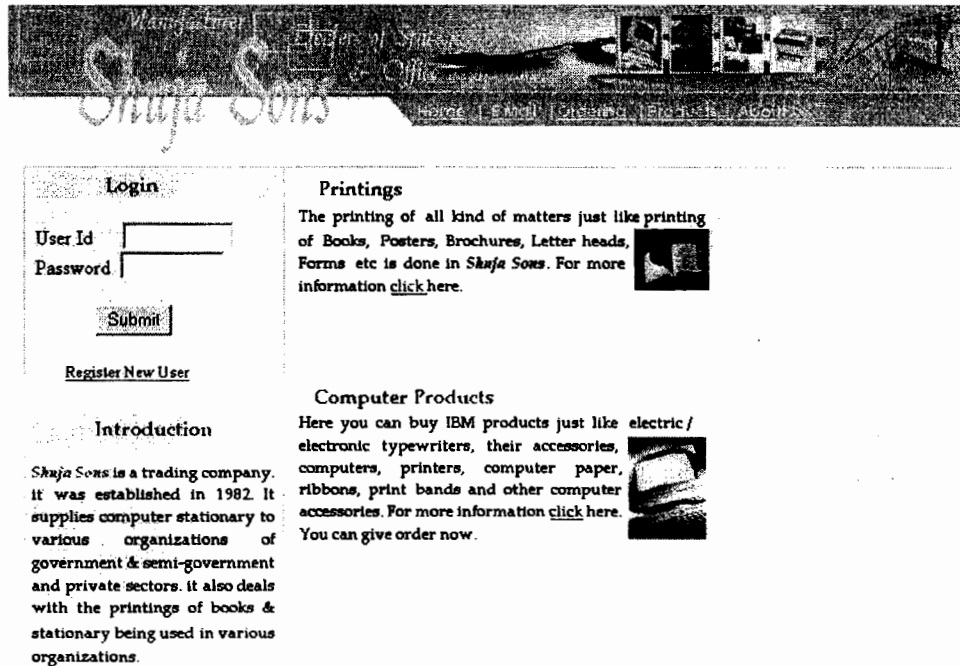 Manufacturer
Dealers of
Office
Shuja Sons
Home | E.Mail | Ordering | Products | About
Login
User Id
Password
Submit
Register New User
Introduction
Shuja Sons is a trading company.
it was established in 1982. It
supplies computer stationary to
various organizations of
government & semi-government
and private sectors. it also deals
with the printings of books &
stationary being used in various
organizations.
Printings
The printing of all kind of matters just like printing
of Books, Posters, Brochures, Letter heads,
Forms etc is done in Shuja Sons. For more
information click here.
Computer Products
Here you can buy IBM products just like electric /
electronic typewriters, their accessories,
computers, printers, computer paper,
ribbons, print bands and other computer
accessories. For more information click here.
You can give order now.